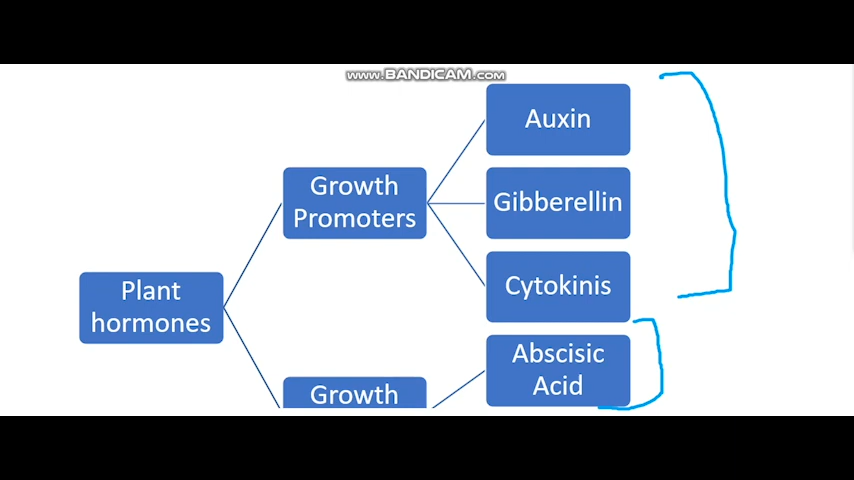 www.BANDICAM.com
Auxin
Growth
Promoters
Gibberellin
Cytokinis
Plant
hormones
Abscisic
Acid
Growth